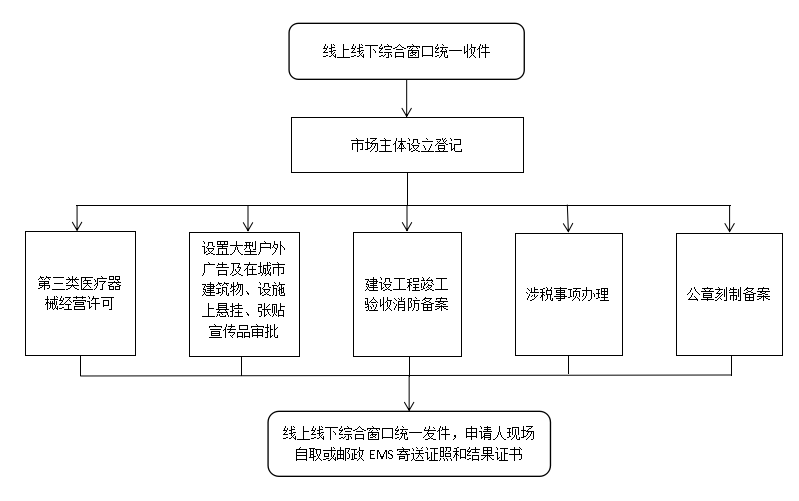 线上线下综合窗口统一收件
市场主体设立登记
第三类医疗器
械经营许可
设置大型户外
广告及在城市
建筑物、设施
上悬挂、张贴
宣传品审批
建设工程竣工
验收消防备案
涉税事项办理
公章刻制备案
线上线下综合窗口统一发件，申请人现场
自取或邮政 EMS 寄送证照和结果证书